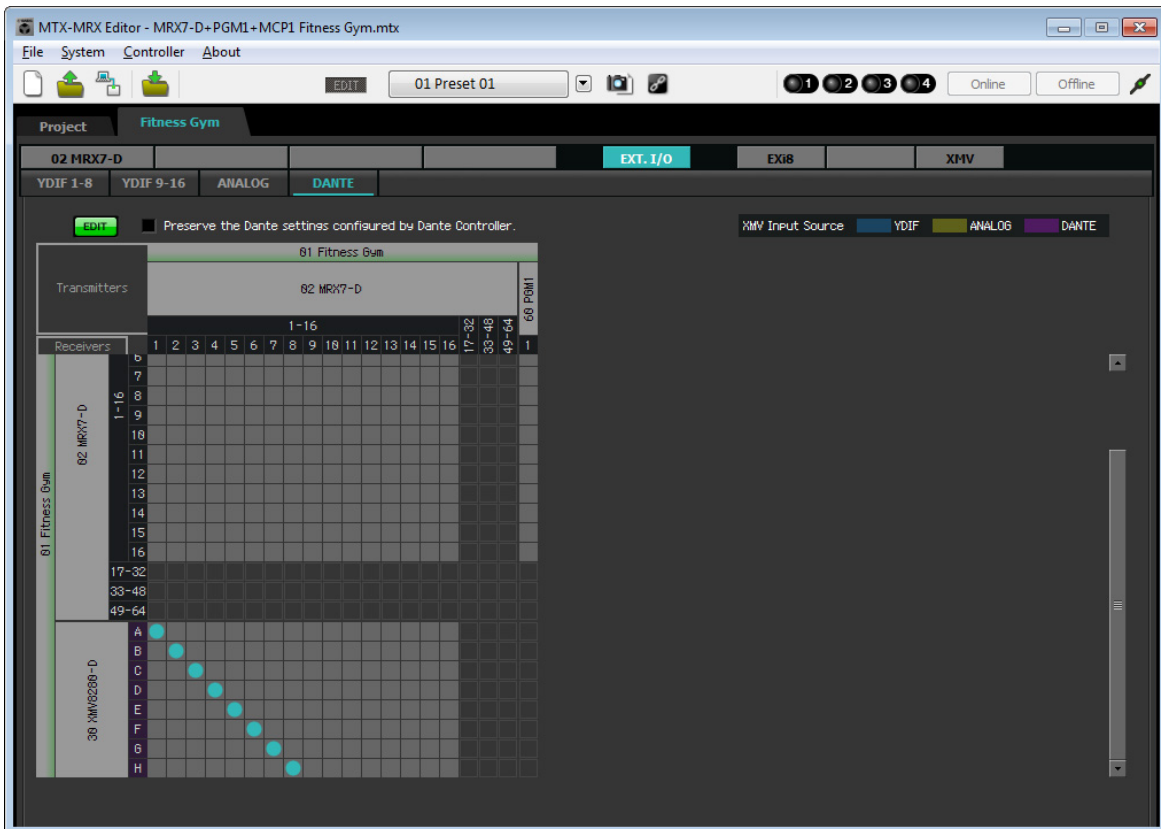 MTX-MRX Editor - MRX7-D+PGM1+MCP1 Fitness Gym.mtx
File System Controller About
EDIT 01 Preset 01 1 2 3 4 Online Offline
Project Fitness Gym
02 MRX7-D EXT. I/O EXi8 XMV
YDIF 1-8 YDIF 9-16 ANALOG DANTE
EDIT Preserve the Dante settings configured by Dante Controller. XMV Input Source YDIF ANALOG DANTE
01 Fitness Gym
Transmitters 02 MRX7-D 60 PGM1
1-16 17-32 33-48 49-64
Receivers 1 2 3 4 5 6 7 8 9 10 11 12 13 14 15 16 1
01 Fitness Gym
02 MRX7-D
1-16
6
7
8
9
10
11
12
13
14
15
16
17-32
33-48
49-64
30 XMV8280-D
A
B
C
D
E
F
G
H